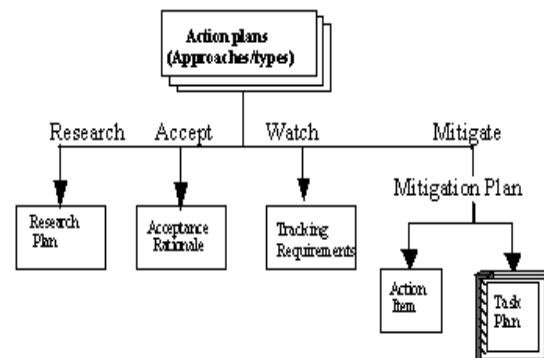 Action plans
(Approaches/types)
Research Accept Watch Mitigate
Mitigation Plan
Research
Plan
Acceptance
Rationale
Tracking
Requirements
Action
Item
Task
Plan